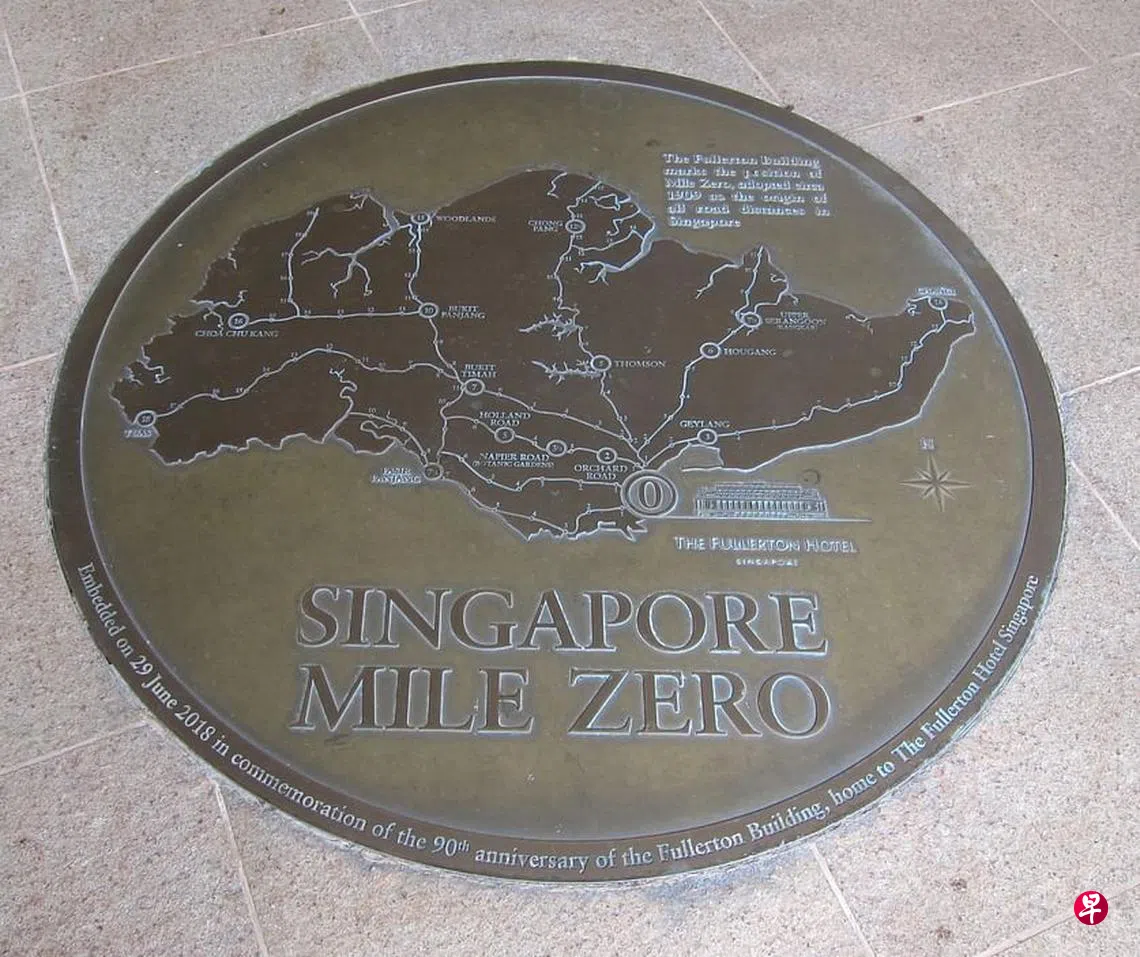 The Fullerton Building
marks the position of
Mile Zero, adopted circa
1909 as the origin of
all road distances in
Singapore
WOODLANDS
CHONG
PANG
BUKIT
PANJANG
CHOA CHU KANG
CHANGI
UPPER
SERANGOON
HOUGANG
THOMSON
BUKIT
TIMAH
HOLLAND
ROAD
GEYLANG
TUAS
NAPIER ROAD
(BOTANIC GARDENS)
ORCHARD
ROAD
PASIR
PANJANG
0
N
THE FULLERTON HOTEL
SINGAPORE
SINGAPORE
MILE ZERO
Embedded on 29 June 2018 in commemoration of the 90th anniversary of the Fullerton Building, home to The Fullerton Hotel Singapore
早